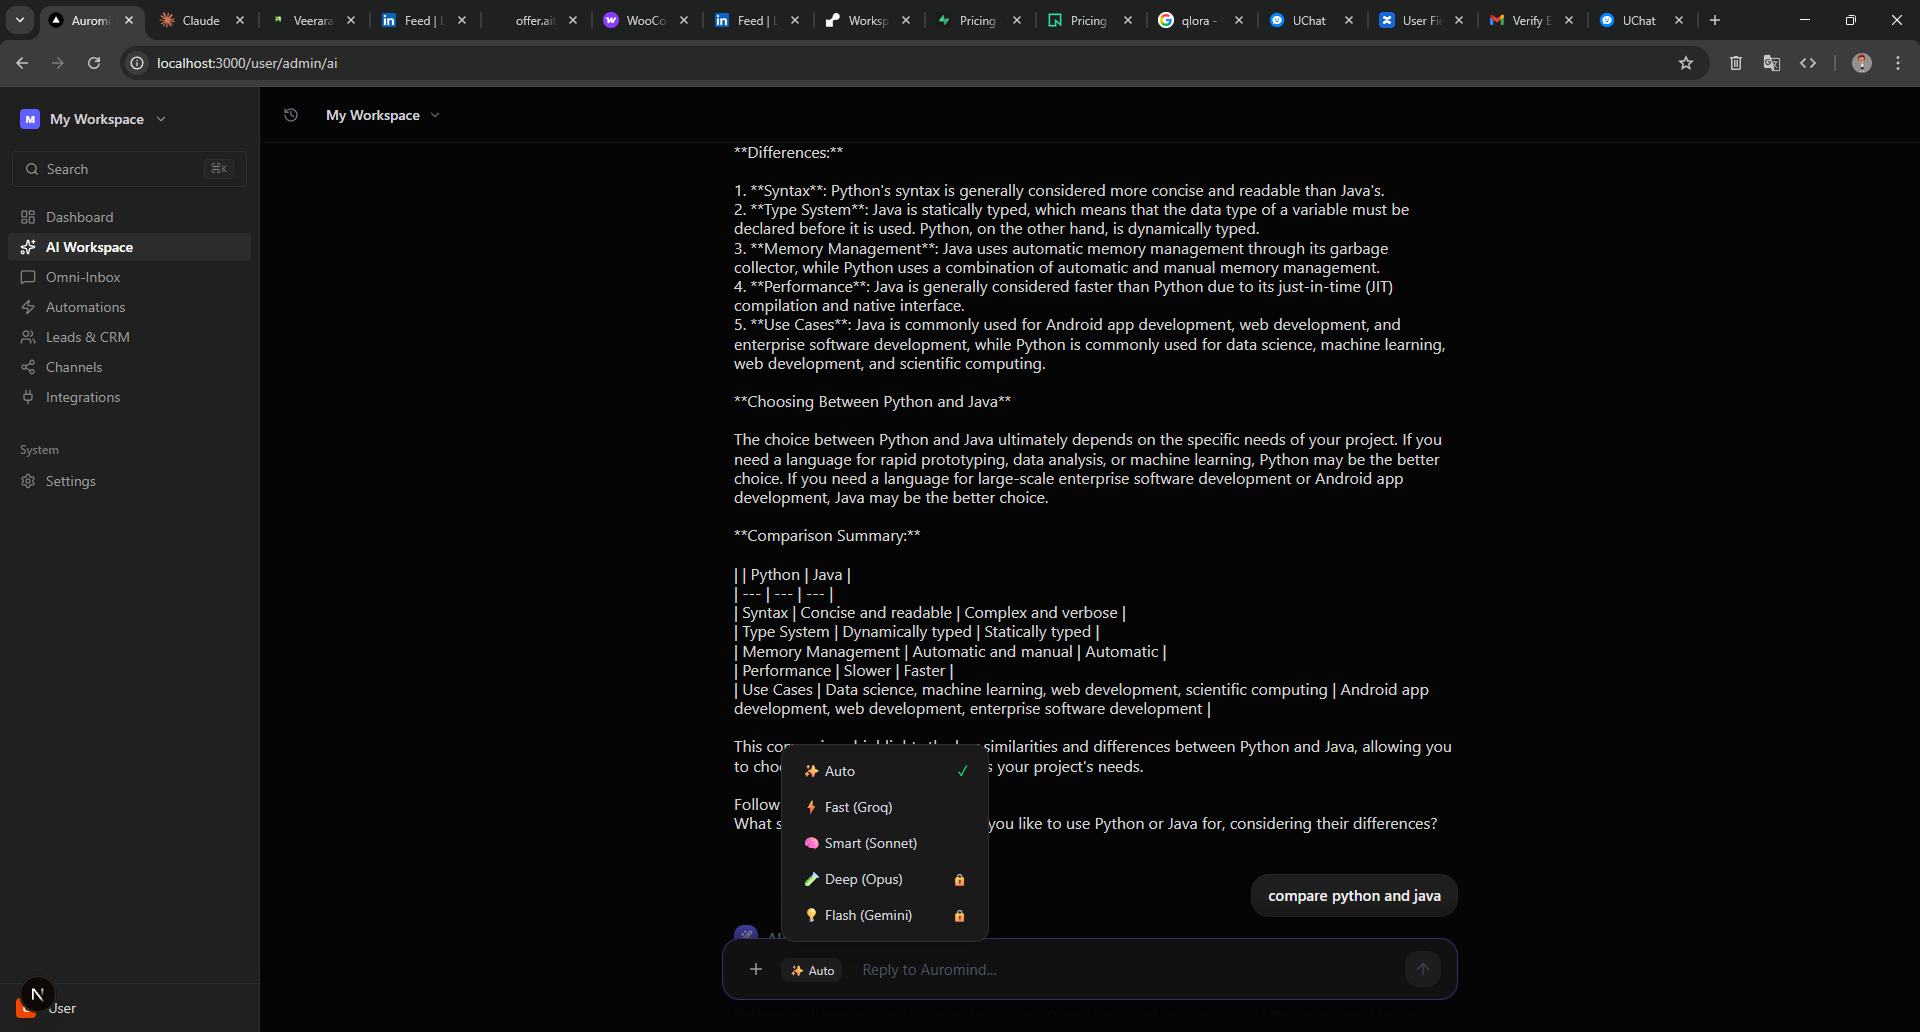 Auromi
Claude
Veerara
Feed | L
offer.ait
WooCo
Feed | L
Worksp
Pricing
Pricing
qlora -
UChat
User Fie
Verify E
UChat
localhost:3000/user/admin/ai
M My Workspace
Search ⌘K
Dashboard
AI Workspace
Omni-Inbox
Automations
Leads & CRM
Channels
Integrations
System
Settings
N
User
My Workspace
**Differences:**
1. **Syntax**: Python's syntax is generally considered more concise and readable than Java's.
2. **Type System**: Java is statically typed, which means that the data type of a variable must be
declared before it is used. Python, on the other hand, is dynamically typed.
3. **Memory Management**: Java uses automatic memory management through its garbage
collector, while Python uses a combination of automatic and manual memory management.
4. **Performance**: Java is generally considered faster than Python due to its just-in-time (JIT)
compilation and native interface.
5. **Use Cases**: Java is commonly used for Android app development, web development, and
enterprise software development, while Python is commonly used for data science, machine learning,
web development, and scientific computing.
**Choosing Between Python and Java**
The choice between Python and Java ultimately depends on the specific needs of your project. If you
need a language for rapid prototyping, data analysis, or machine learning, Python may be the better
choice. If you need a language for large-scale enterprise software development or Android app
development, Java may be the better choice.
**Comparison Summary:**
| | Python | Java |
| --- | --- | --- |
| Syntax | Concise and readable | Complex and verbose |
| Type System | Dynamically typed | Statically typed |
| Memory Management | Automatic and manual | Automatic |
| Performance | Slower | Faster |
| Use Cases | Data science, machine learning, web development, scientific computing | Android app
development, web development, enterprise software development |
This similarities and differences between Python and Java, allowing you
to cho s your project's needs.
Follow
What s you like to use Python or Java for, considering their differences?
Auto ✓
Fast (Groq)
Smart (Sonnet)
Deep (Opus)
Flash (Gemini)
compare python and java
Auto
Reply to Auromind...